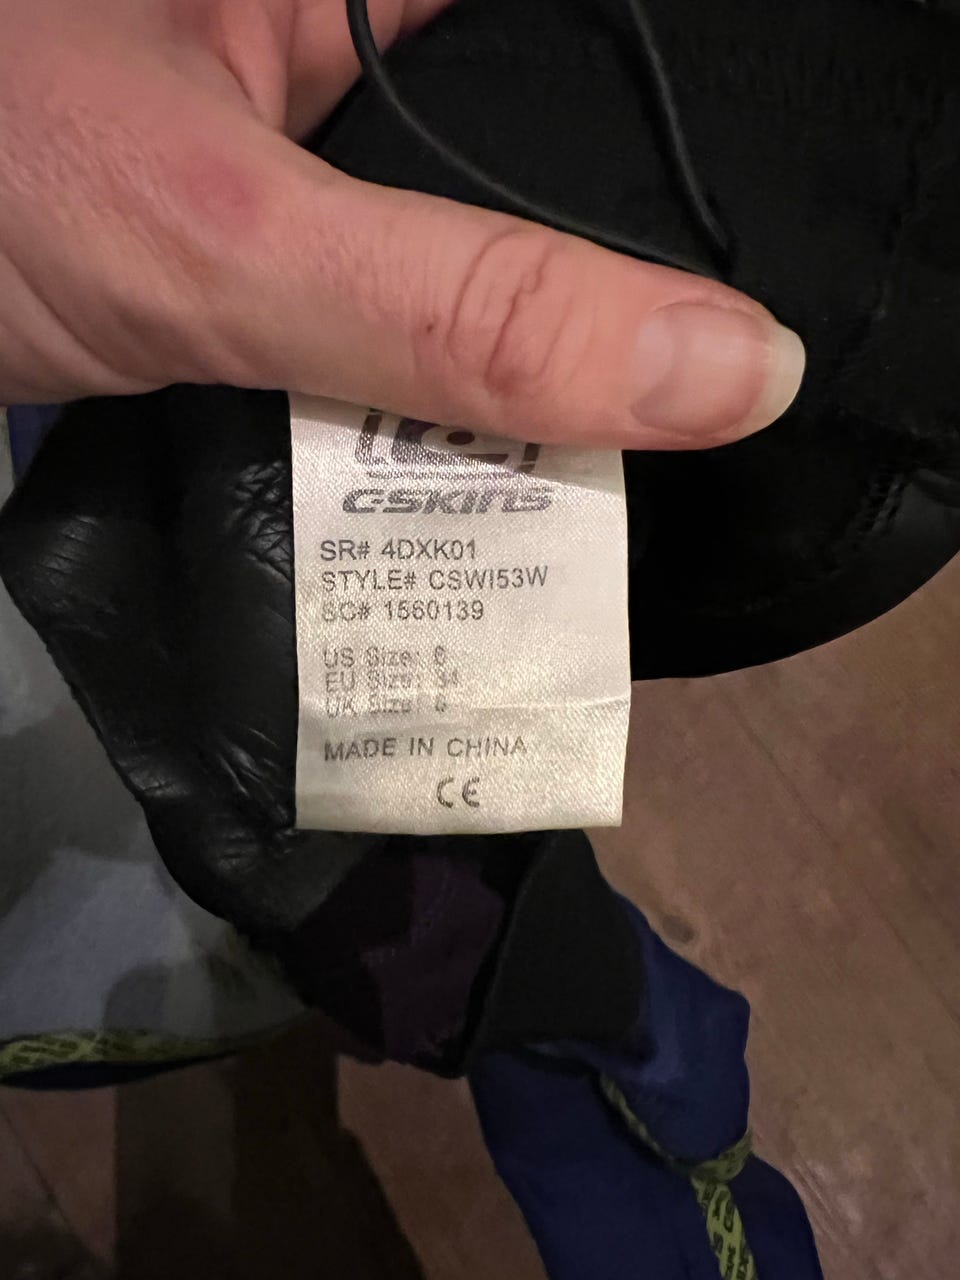 C-SKINS
SR# 4DXK01
STYLE# CSWI53W
SC# 1560139
US Size: 6
EU Size: 34
UK Size: 6
MADE IN CHINA
CE